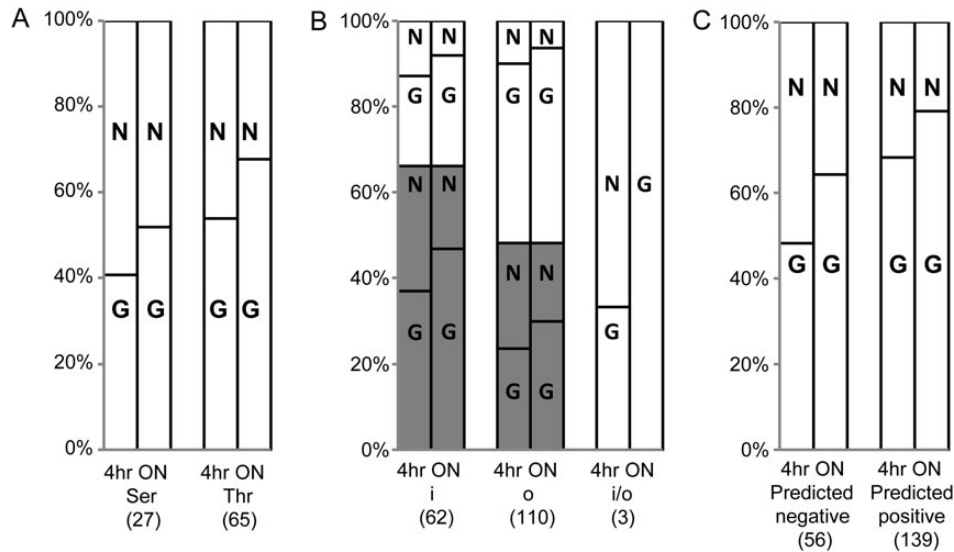 A
100%
80%
60%
40%
20%
0%
N N N N
G G G G
4hr ON 4hr ON
Ser Thr
(27) (65)
B
100%
80%
60%
40%
20%
0%
N N N N
G G G G
N N N G
N N
G G G
G G
4hr ON 4hr ON 4hr ON
i o i/o
(62) (110) (3)
C
100%
80%
60%
40%
20%
0%
N N N N
G G G G
4hr ON 4hr ON
Predicted Predicted
negative positive
(56) (139)